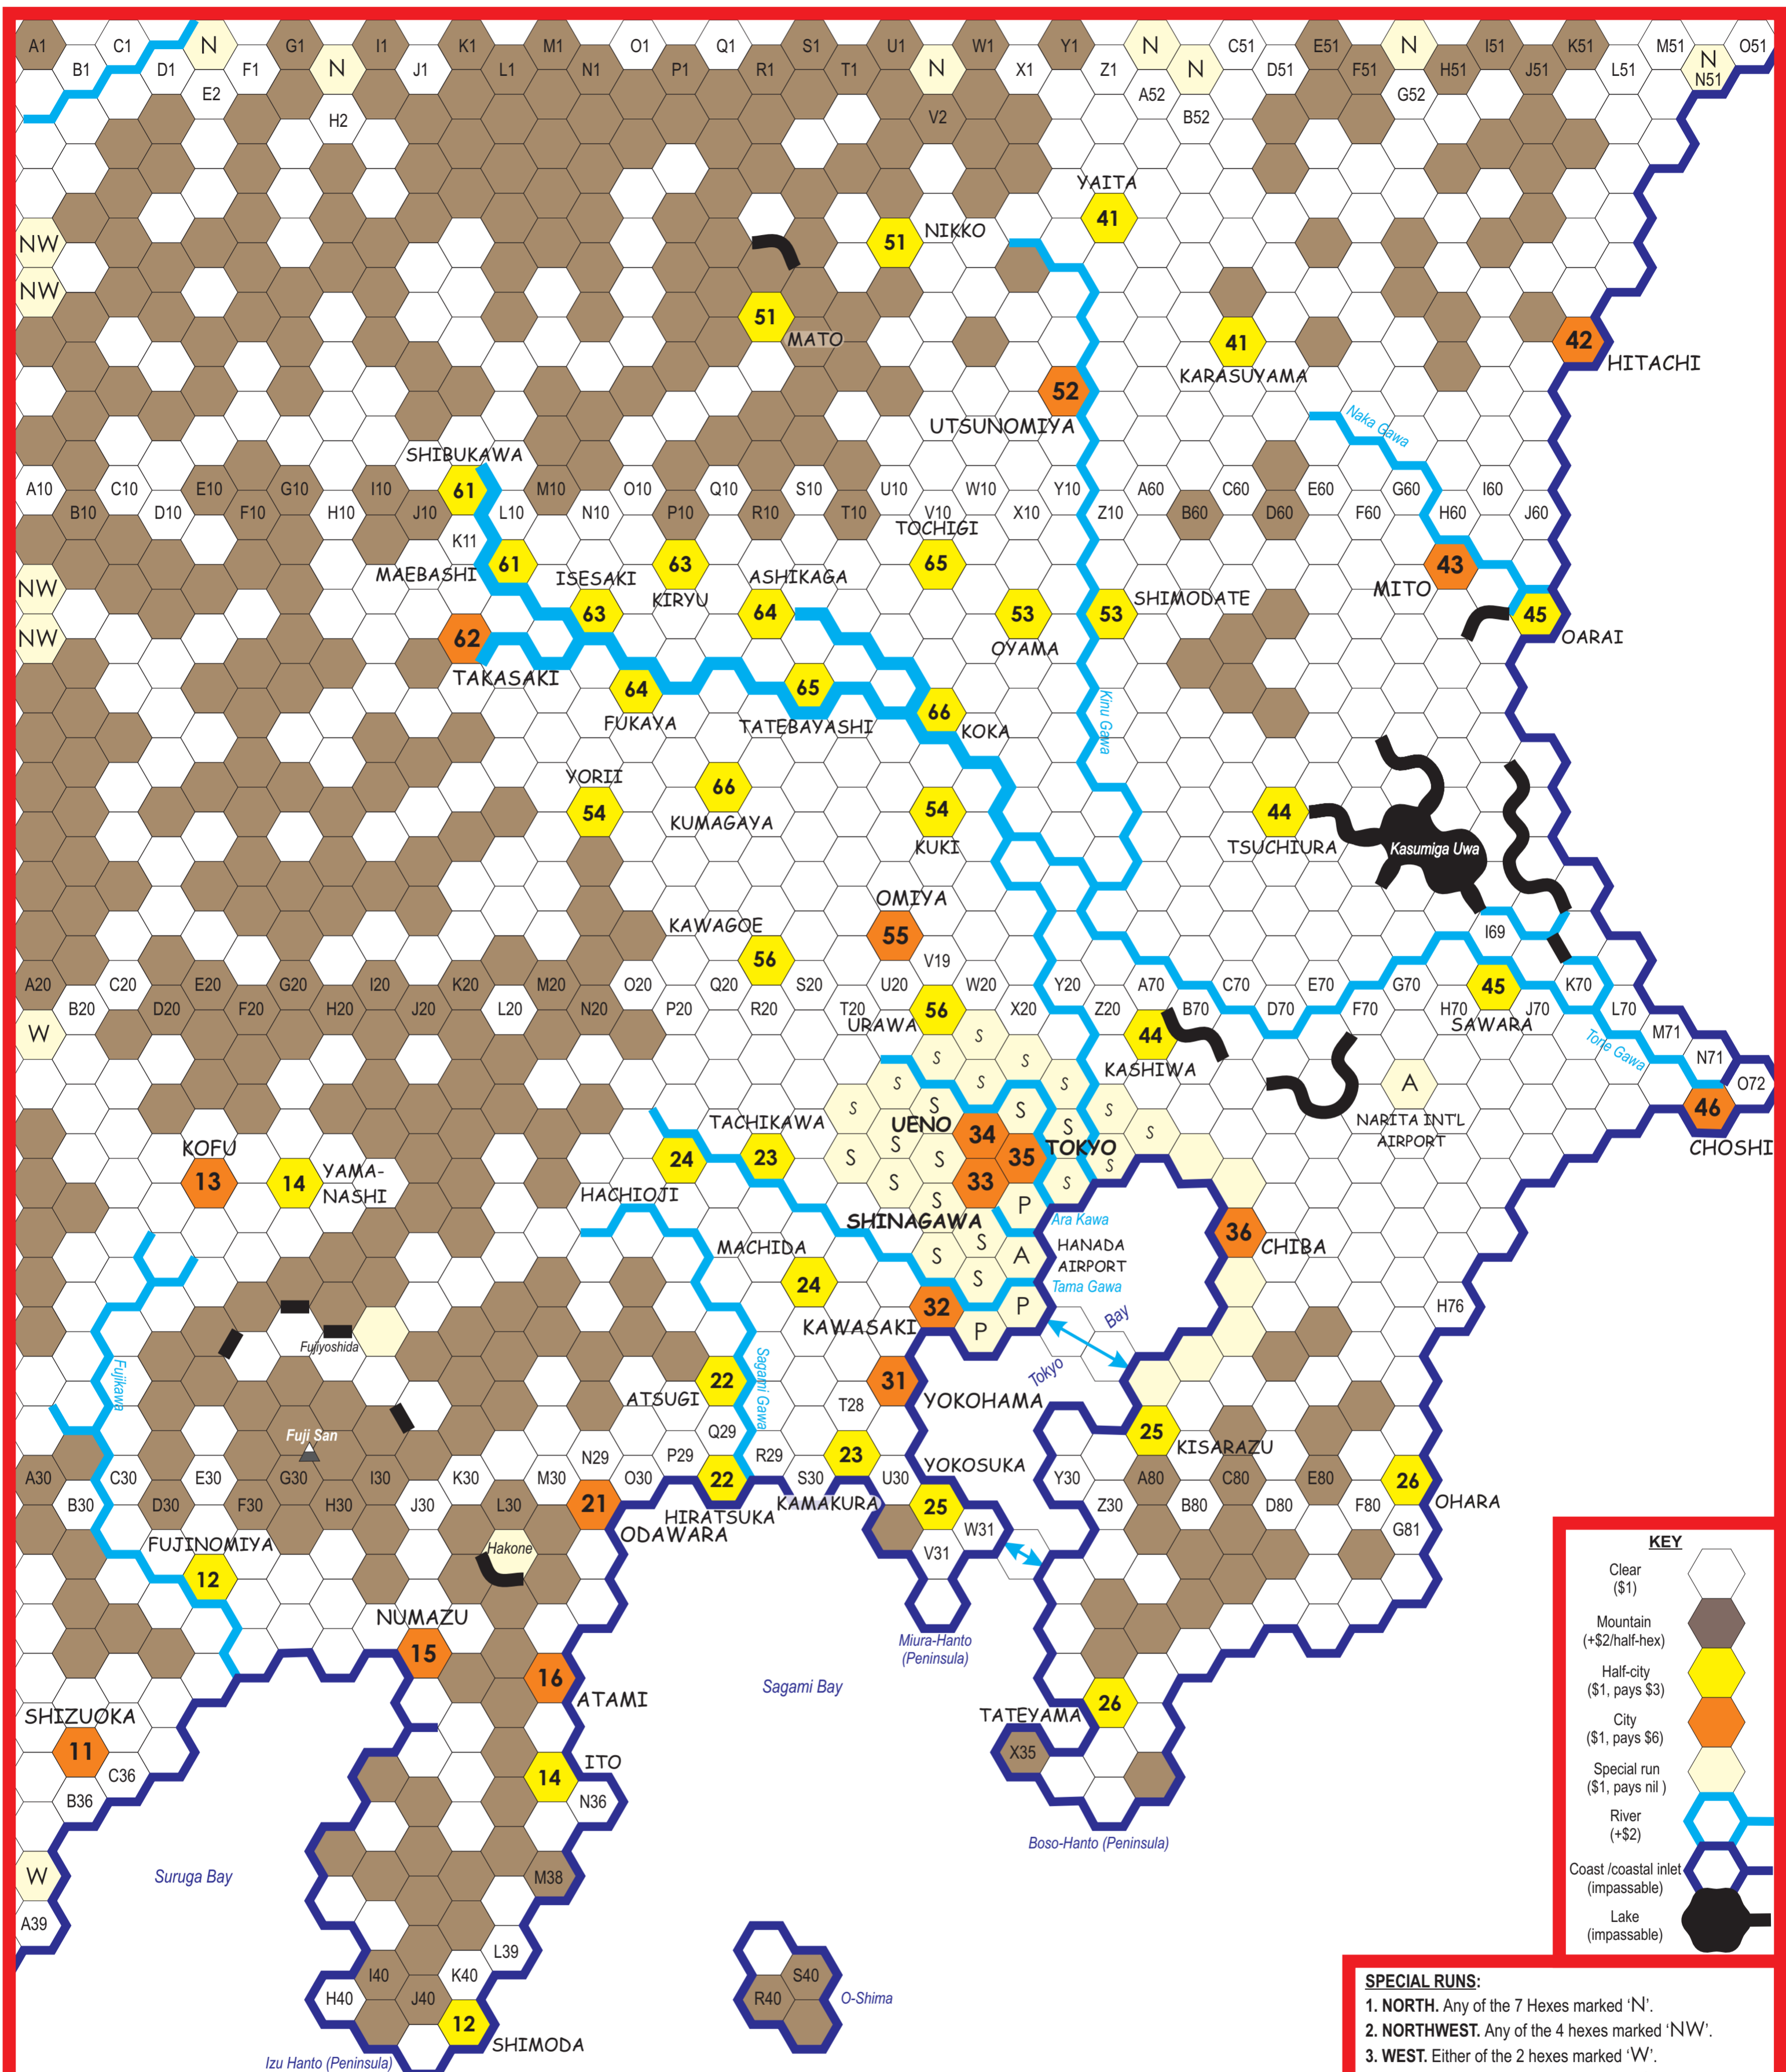 A1 C1 N G1 I1 K1 M1 O1 Q1 S1 U1 W1 Y1 N C51 E51 N I51 K51 M51 O51
B1 D1 F1 N J1 L1 N1 P1 R1 T1 N X1 Z1 N D51 F51 H51 J51 L51 N
N51
E2 A52 G52
H2 V2 B52
YAITA
41
NIKKO
NW 51
NW
51
MATO
41 42
HITACHI
KARASUYAMA
52
Naka Gawa
UTSUNOMIYA
SHIBUKAWA
A10 C10 E10 G10 I10 61 M10 O10 Q10 S10 U10 W10 Y10 A60 C60 E60 G60 I60
B10 D10 F10 H10 J10 L10 N10 P10 R10 T10 V10 X10 Z10 B60 D60 F60 H60 J60
TOCHIGI
K11
61 63 65 43
MAEBASHI ISESAKI ASHIKAGA
NW MITO
KIRYU SHIMODATE
63 64 53 53 45
NW 62 OARAI
OYAMA
TAKASAKI
64 65
Kinu Gawa
66
FUKAYA TATEBAYASHI KOKA
YORII
66
54 54 44
KUMAGAYA
KUKI TSUCHIURA Kasumiga Uwa
OMIYA
KAWAGOE
55 I69
56 V19
A20 C20 E20 G20 I20 K20 M20 O20 Q20 S20 U20 W20 Y20 A70 C70 E70 G70 45 K70
B20 D20 F20 H20 J20 L20 N20 P20 R20 T20 56 X20 Z20 B70 D70 F70 H70 J70 L70
URAWA SAWARA
W S 44 M71
Tone Gawa
S S N71
KASHIWA
S S S A O72
S S S S 46
TACHIKAWA UENO 34 S NARITA INT'L
AIRPORT
S S
KOFU TOKYO CHOSHI
24 23 S S 35 S
13 14 YAMA-
NASHI
S 33 S
HACHIOJI
S P
SHINAGAWA Ara Kawa
36
MACHIDA S HANADA
AIRPORT
CHIBA
S A
24 S Tama Gawa
32 P H76
Bay
KAWASAKI P
Fujiyoshida
Tokyo
Fujikawa
Sagami Gawa
22 31
ATSUGI YOKOHAMA
T28
Q29 25
Fuji San KISARAZU
N29 P29 R29 23
YOKOSUKA
A30 C30 E30 G30 I30 K30 M30 O30 22 S30 U30 Y30 A80 C80 E80 26
B30 D30 F30 H30 J30 L30 21 KAMAKURA 25 Z30 B80 D80 F80
OHARA
HIRATSUKA
ODAWARA W31 G81
FUJINOMIYA Hakone V31
12
NUMAZU
15 Miura-Hanto
(Peninsula)
16 Sagami Bay
ATAMI 26
SHIZUOKA TATEYAMA
11 X35
ITO
C36 14
B36 N36
Boso-Hanto (Peninsula)
W Suruga Bay M38
A39
L39
I40 K40 S40
H40 J40 R40 O-Shima
12
SHIMODA
Izu Hanto (Peninsula)
KEY
Clear
($1)
Mountain
(+$2/half-hex)
Half-city
($1, pays $3)
City
($1, pays $6)
Special run
($1, pays nil )
River
(+$2)
Coast /coastal inlet
(impassable)
Lake
(impassable)
SPECIAL RUNS:
1. NORTH. Any of the 7 Hexes marked ‘N’.
2. NORTHWEST. Any of the 4 hexes marked ‘NW’.
3. WEST. Either of the 2 hexes marked ‘W’.